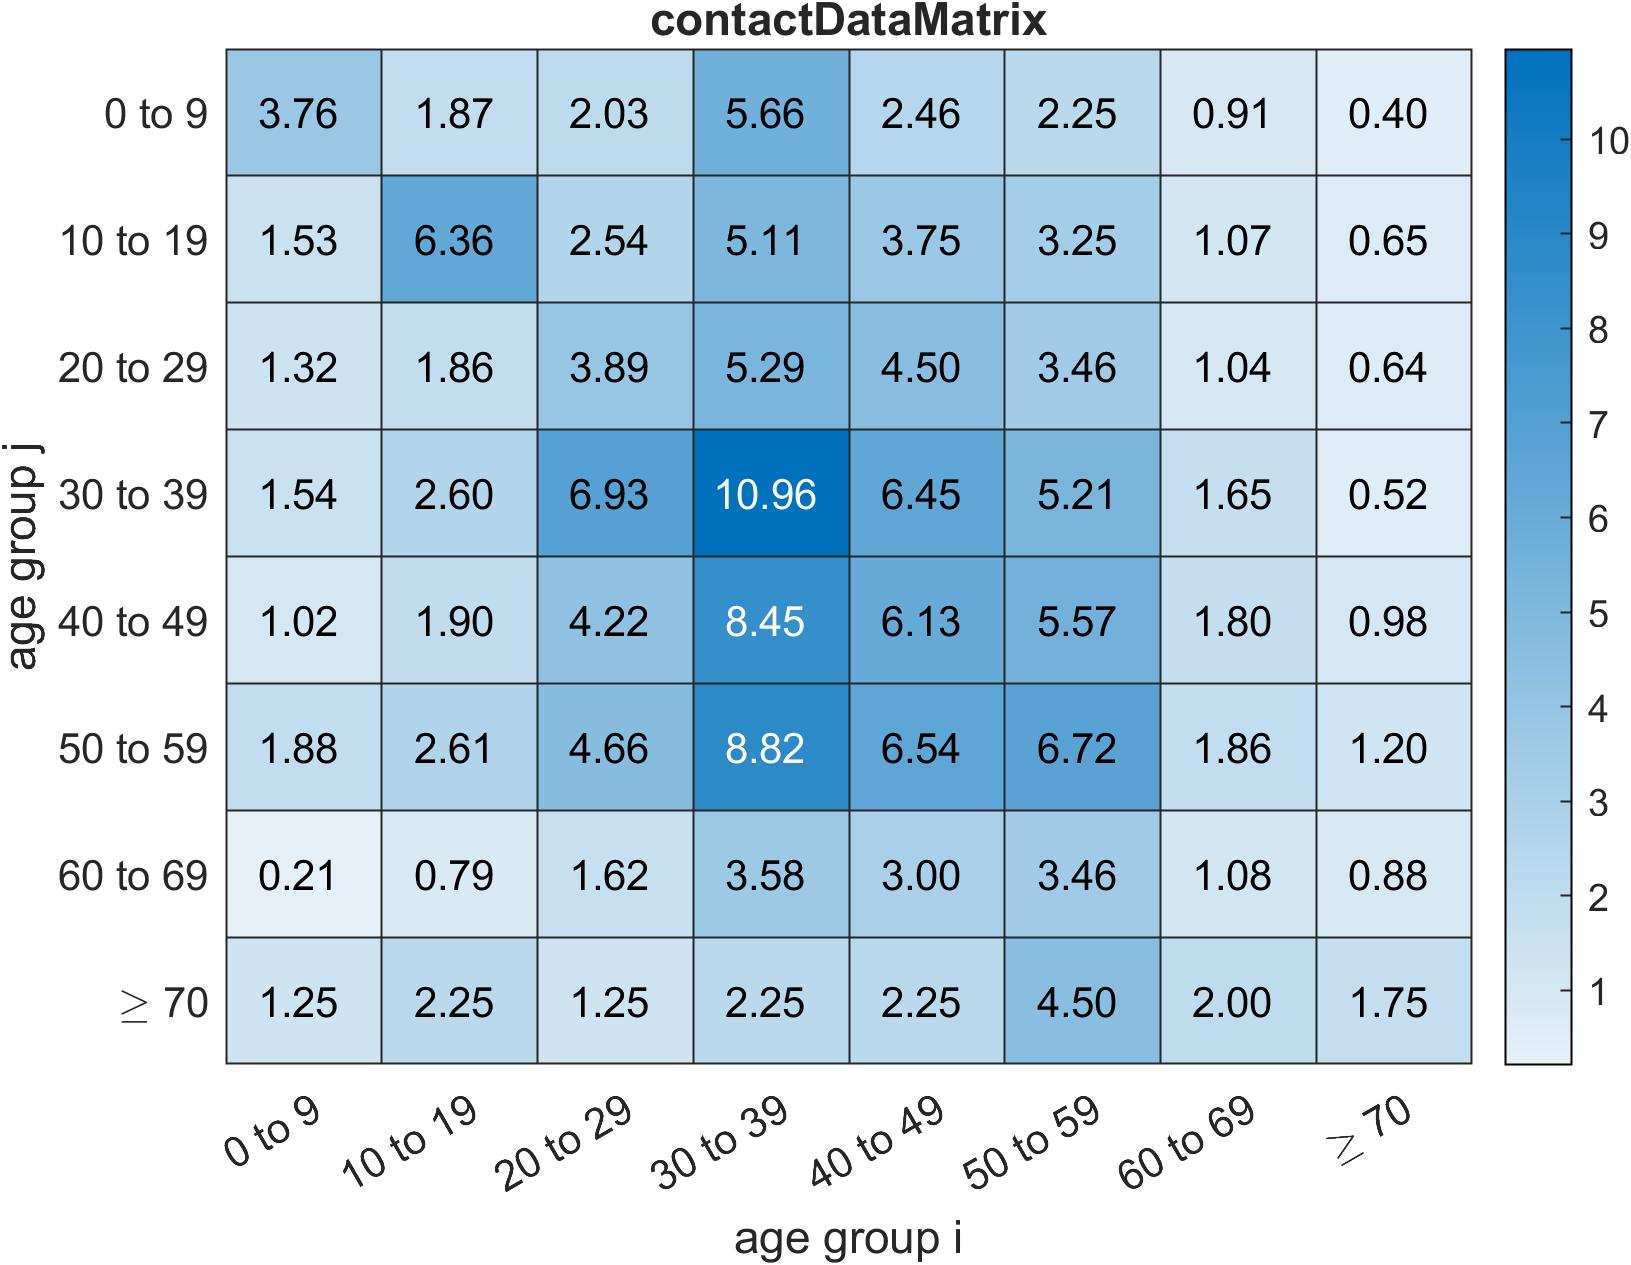 contactDataMatrix
0 to 9 3.76 1.87 2.03 5.66 2.46 2.25 0.91 0.40
10 to 19 1.53 6.36 2.54 5.11 3.75 3.25 1.07 0.65
20 to 29 1.32 1.86 3.89 5.29 4.50 3.46 1.04 0.64
30 to 39 1.54 2.60 6.93 10.96 6.45 5.21 1.65 0.52
40 to 49 1.02 1.90 4.22 8.45 6.13 5.57 1.80 0.98
50 to 59 1.88 2.61 4.66 8.82 6.54 6.72 1.86 1.20
60 to 69 0.21 0.79 1.62 3.58 3.00 3.46 1.08 0.88
≥ 70 1.25 2.25 1.25 2.25 2.25 4.50 2.00 1.75
0 to 9 10 to 19 20 to 29 30 to 39 40 to 49 50 to 59 60 to 69 ≥ 70
age group i
age group j
10
9
8
7
6
5
4
3
2
1